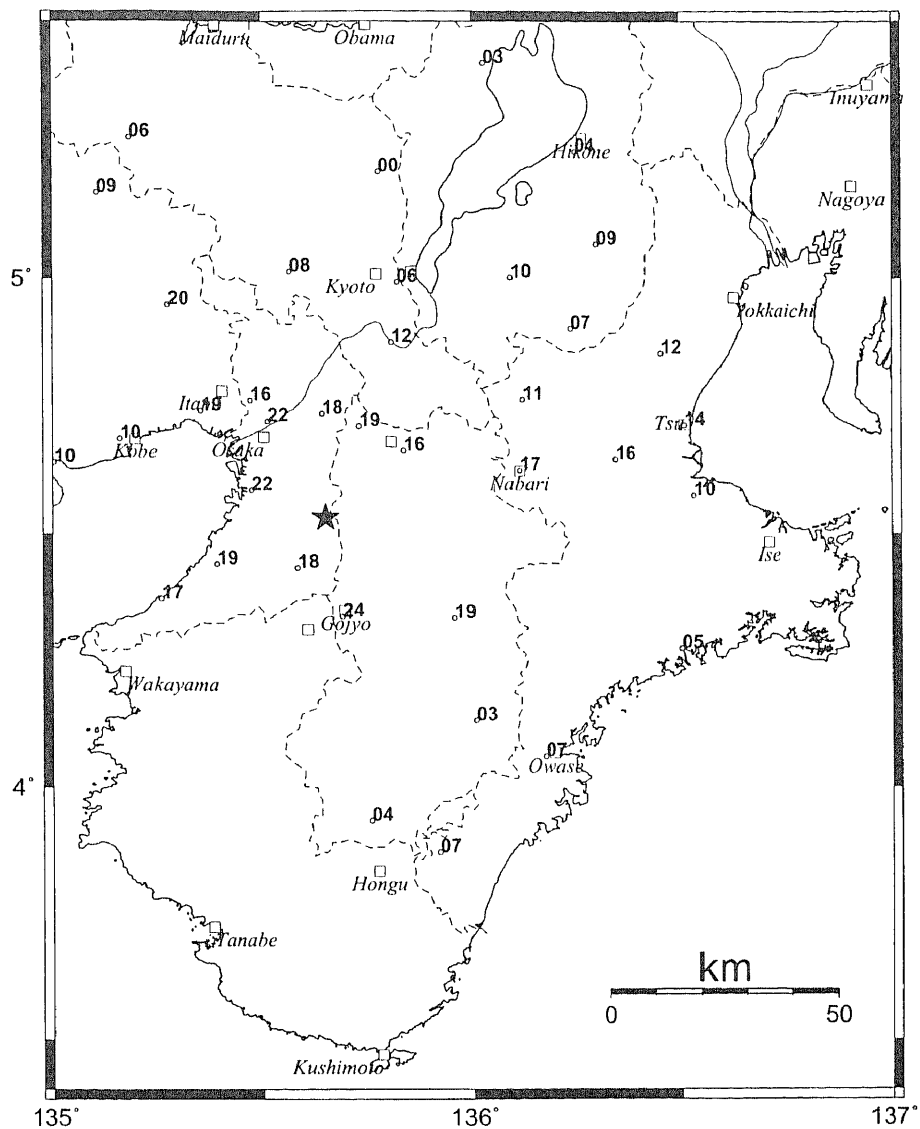 Maiduru
Obama
03
Inuyama
06
04
Hikone
00
09
Nagoya
09
08
06
10
5°
Kyoto
20
Yokkaichi
07
12
12
16
11
Itami
19
18
22
14
10
19
Tsu
Kobe
Osaka
16
10
17
16
Nabari
22
10
Ise
19
18
17
24
19
Gojyo
05
Wakayama
03
07
Owase
4°
04
07
Hongu
Tanabe
km
0
50
Kushimoto
135°
136°
137°